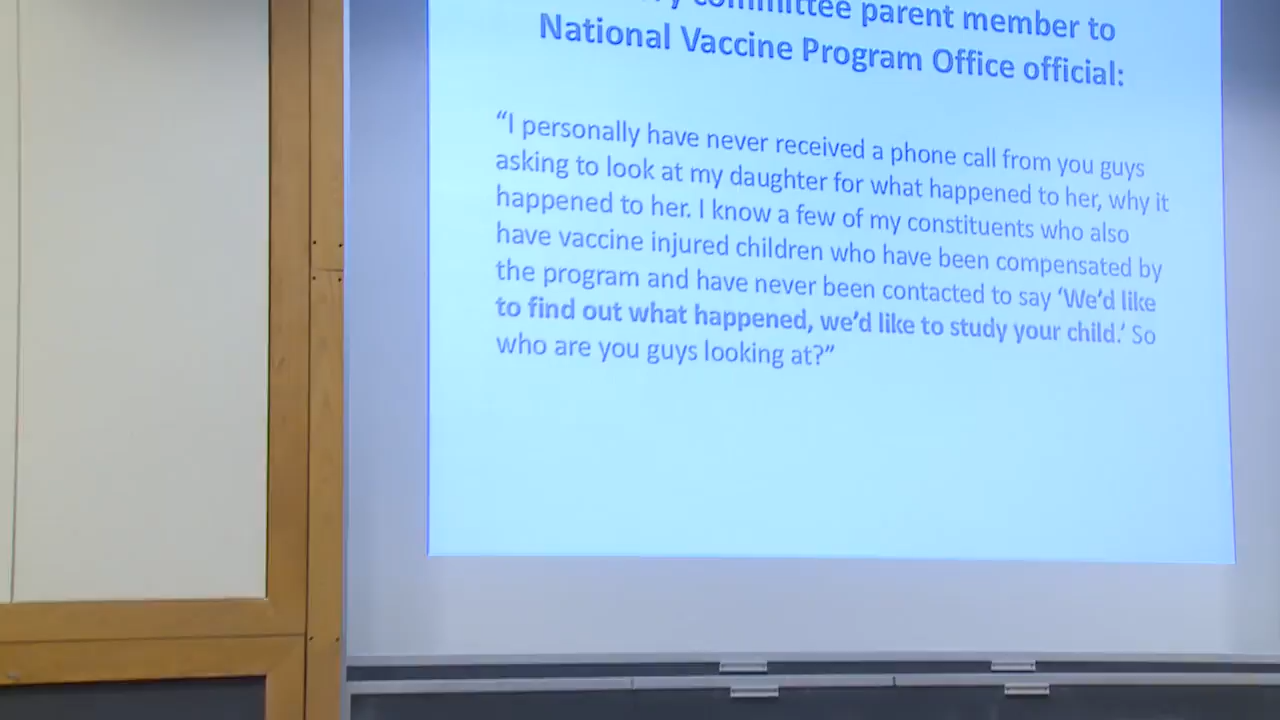 committee parent member to
National Vaccine Program Office official:
“I personally have never received a phone call from you guys
asking to look at my daughter for what happened to her, why it
happened to her. I know a few of my constituents who also
have vaccine injured children who have been compensated by
the program and have never been contacted to say ‘We’d like
to find out what happened, we’d like to study your child.’ So
who are you guys looking at?”